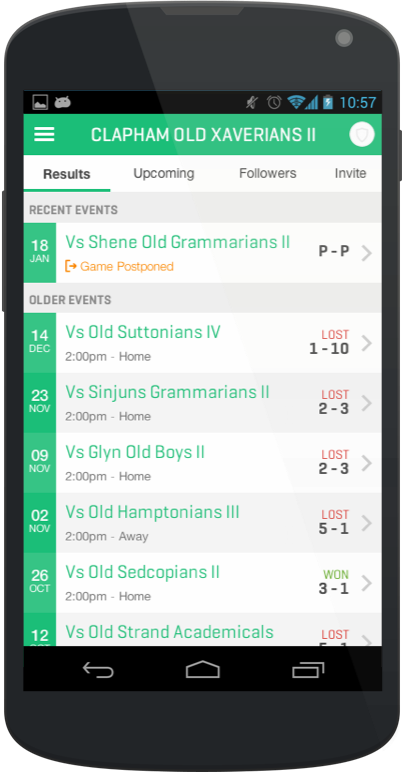 10:57
CLAPHAM OLD XAVERIANS II
Results Upcoming Followers Invite
RECENT EVENTS
18 JAN
Vs Shene Old Grammarians II
Game Postponed
P - P
OLDER EVENTS
14 DEC
Vs Old Suttonians IV
2:00pm - Home
LOST
1 - 10
23 NOV
Vs Sinjuns Grammarians II
2:00pm - Home
LOST
2 - 3
09 NOV
Vs Glyn Old Boys II
2:00pm - Home
LOST
2 - 3
02 NOV
Vs Old Hamptonians III
2:00pm - Away
LOST
5 - 1
26 OCT
Vs Old Sedcopians II
2:00pm - Home
WON
3 - 1
12
Vs Old Strand Academicals
LOST